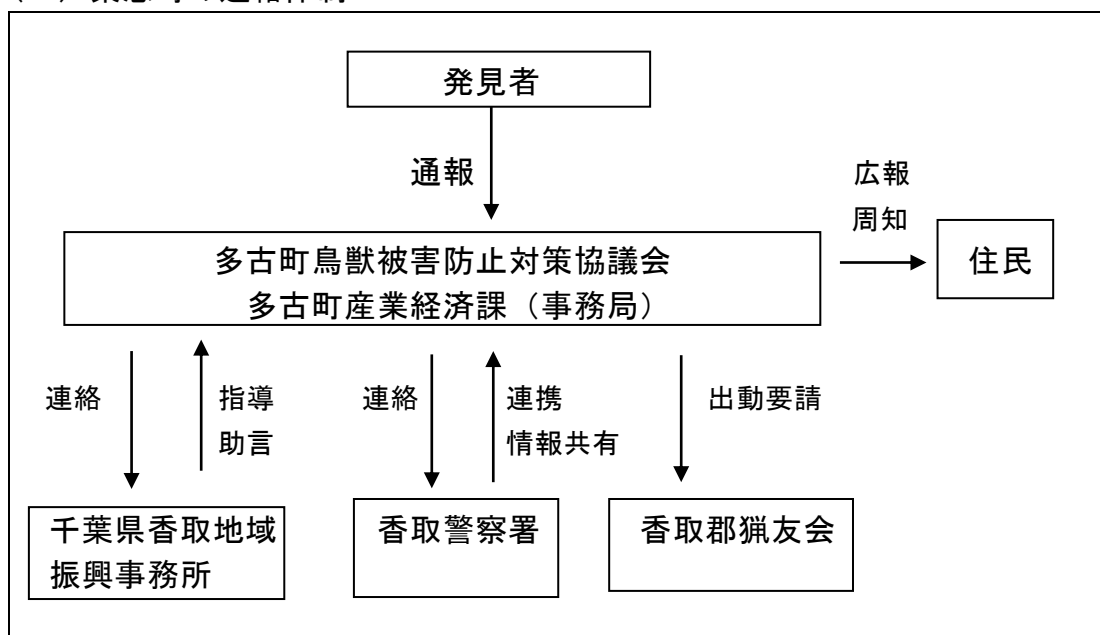 発見者
通報
広報
周知
多古町鳥獣被害防止対策協議会
多古町産業経済課（事務局）
住民
連絡
指導
助言
連絡
連携
情報共有
出動要請
千葉県香取地域
振興事務所
香取警察署
香取郡猟友会